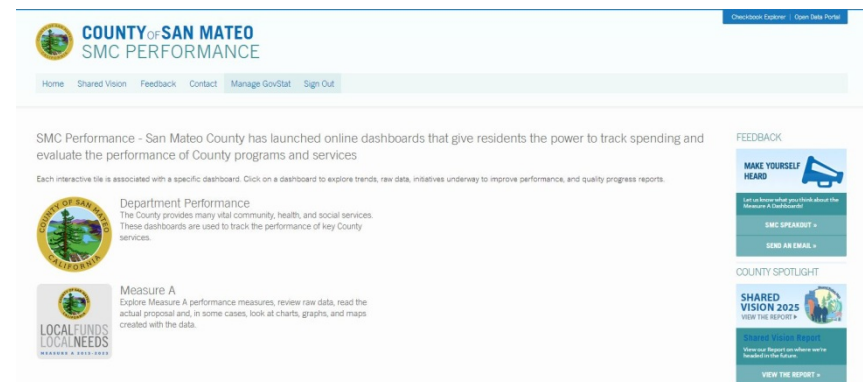 Checkbook Explorer | Open Data Portal
COUNTY OF SAN MATEO
SMC PERFORMANCE
Home Shared Vision Feedback Contact Manage GovStat Sign Out
SMC Performance - San Mateo County has launched online dashboards that give residents the power to track spending and
evaluate the performance of County programs and services
Each interactive tile is associated with a specific dashboard. Click on a dashboard to explore trends, raw data, initiatives underway to improve performance, and quality progress reports.
COUNTY OF SAN MATEO
CALIFORNIA
Department Performance
The County provides many vital community, health, and social services.
These dashboards are used to track the performance of key County
services.
LOCALFUNDS
LOCALNEEDS
MEASURE A 2013-2023
Measure A
Explore Measure A performance measures, review raw data, read the
actual proposal and, in some cases, look at charts, graphs, and maps
created with the data.
FEEDBACK
MAKE YOURSELF
HEARD
Let us know what you think about the
Measure A Dashboards!
SMC SPEAKOUT »
SEND AN EMAIL »
COUNTY SPOTLIGHT
SHARED
VISION 2025
VIEW THE REPORT ▸
Shared Vision Report
View our Report on where we're
headed in the future.
VIEW THE REPORT »